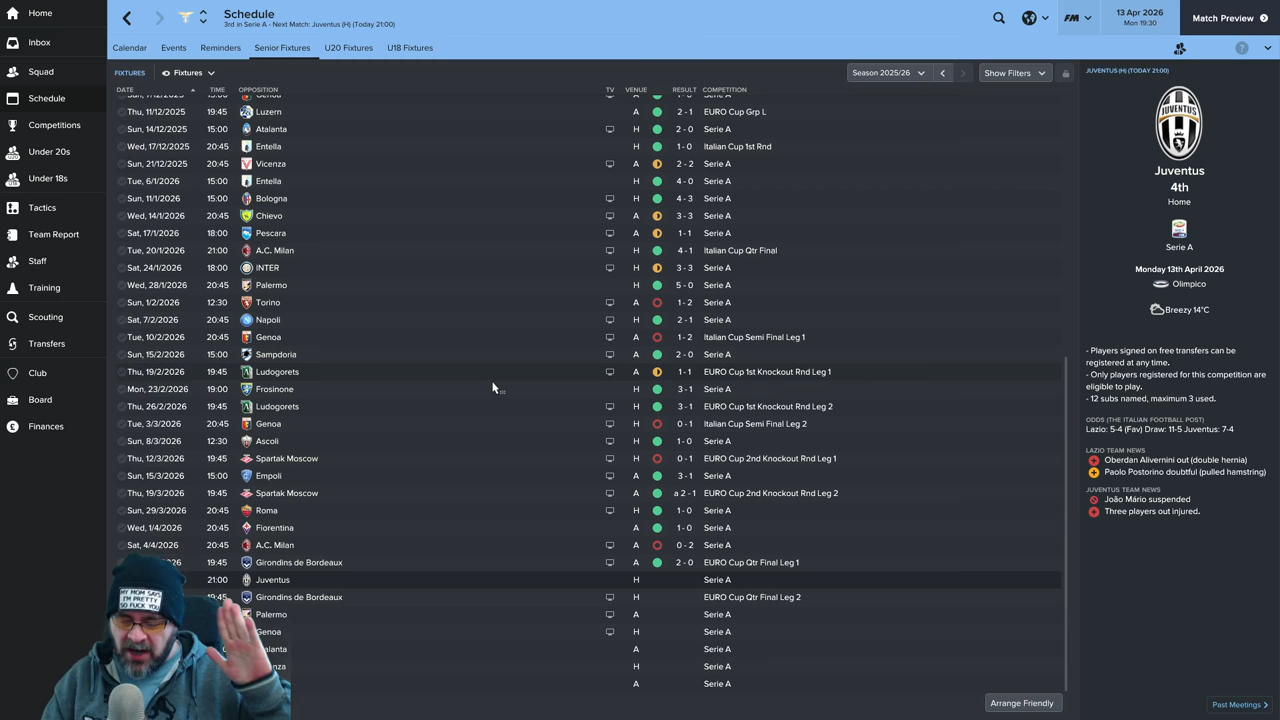 Home
Inbox
Squad
Schedule
Competitions
Under 20s
Under 18s
Tactics
Team Report
Staff
Training
Scouting
Transfers
Club
Board
Finances
Schedule
3rd in Serie A - Next Match: Juventus (H) (Today 21:00)
FM
13 Apr 2026
Mon 19:30
Match Preview
Calendar Events Reminders Senior Fixtures U20 Fixtures U18 Fixtures
FIXTURES Fixtures Season 2025/26 Show Filters
DATE TIME OPPOSITION TV VENUE RESULT COMPETITION
Thu, 11/12/2025 19:45 Luzern A 2 - 1 EURO Cup Grp L
Sun, 14/12/2025 15:00 Atalanta H 2 - 0 Serie A
Wed, 17/12/2025 20:45 Entella H 1 - 0 Italian Cup 1st Rnd
Sun, 21/12/2025 20:45 Vicenza A 2 - 2 Serie A
Tue, 6/1/2026 15:00 Entella H 4 - 0 Serie A
Sun, 11/1/2026 15:00 Bologna H 4 - 3 Serie A
Wed, 14/1/2026 20:45 Chievo A 3 - 3 Serie A
Sat, 17/1/2026 18:00 Pescara A 1 - 1 Serie A
Tue, 20/1/2026 21:00 A.C. Milan H 4 - 1 Italian Cup Qtr Final
Sat, 24/1/2026 18:00 INTER H 3 - 3 Serie A
Wed, 28/1/2026 20:45 Palermo H 5 - 0 Serie A
Sun, 1/2/2026 12:30 Torino A 1 - 2 Serie A
Sat, 7/2/2026 20:45 Napoli H 2 - 1 Serie A
Tue, 10/2/2026 20:45 Genoa A 1 - 2 Italian Cup Semi Final Leg 1
Sun, 15/2/2026 15:00 Sampdoria A 2 - 0 Serie A
Thu, 19/2/2026 19:45 Ludogorets A 1 - 1 EURO Cup 1st Knockout Rnd Leg 1
Mon, 23/2/2026 19:00 Frosinone H 3 - 1 Serie A
Thu, 26/2/2026 19:45 Ludogorets H 3 - 1 EURO Cup 1st Knockout Rnd Leg 2
Tue, 3/3/2026 20:45 Genoa H 0 - 1 Italian Cup Semi Final Leg 2
Sun, 8/3/2026 12:30 Ascoli H 1 - 0 Serie A
Thu, 12/3/2026 19:45 Spartak Moscow H 0 - 1 EURO Cup 2nd Knockout Rnd Leg 1
Sun, 15/3/2026 15:00 Empoli A 3 - 1 Serie A
Thu, 19/3/2026 19:45 Spartak Moscow A a 2 - 1 EURO Cup 2nd Knockout Rnd Leg 2
Sun, 29/3/2026 20:45 Roma H 1 - 0 Serie A
Wed, 1/4/2026 20:45 Fiorentina A 1 - 0 Serie A
Sat, 4/4/2026 20:45 A.C. Milan A 0 - 2 Serie A
19:45 Girondins de Bordeaux A 2 - 0 EURO Cup Qtr Final Leg 1
21:00 Juventus H Serie A
19:45 Girondins de Bordeaux H EURO Cup Qtr Final Leg 2
Palermo A Serie A
Genoa H Serie A
A Serie A
H Serie A
A Serie A
Arrange Friendly
MY MOM SAYS
I'M PRETTY
SO FUCK YOU
JUVENTUS (H) (TODAY 21:00)
JUVENTUS
Juventus
4th
Home
Serie A
Monday 13th April 2026
Olimpico
Breezy 14°C
- Players signed on free transfers can be
registered at any time.
- Only players registered for this competition are
eligible to play.
- 12 subs named, maximum 3 used.
ODDS (THE ITALIAN FOOTBALL POST)
Lazio: 5-4 (Fav) Draw: 11-5 Juventus: 7-4
LAZIO TEAM NEWS
Oberdan Alivernini out (double hernia)
Paolo Postorino doubtful (pulled hamstring)
JUVENTUS TEAM NEWS
João Mário suspended
Three players out injured.
Past Meetings